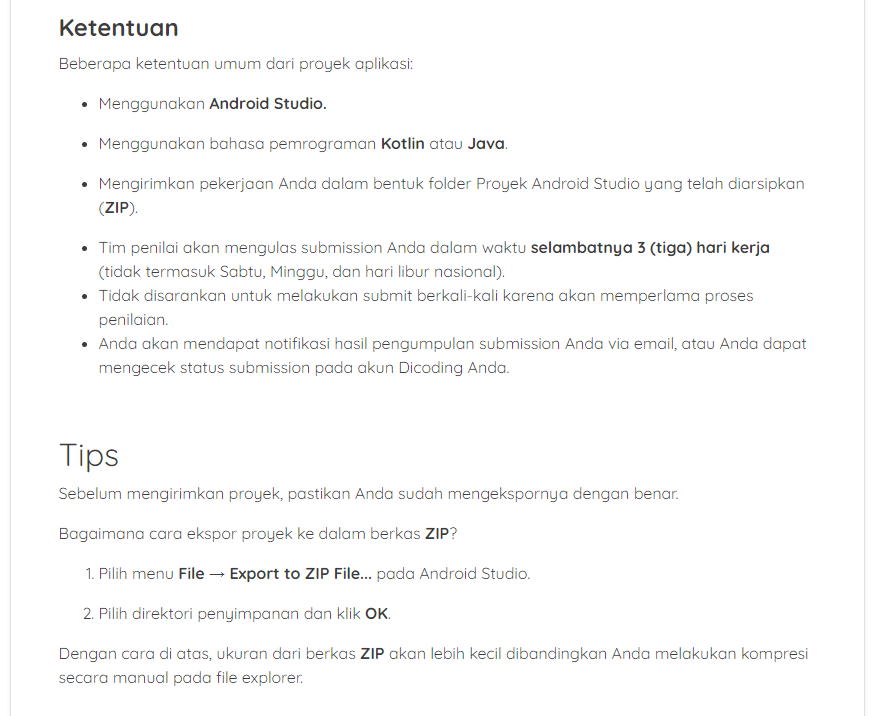 Ketentuan
Beberapa ketentuan umum dari proyek aplikasi:
• Menggunakan Android Studio.
• Menggunakan bahasa pemrograman Kotlin atau Java.
• Mengirimkan pekerjaan Anda dalam bentuk folder Proyek Android Studio yang telah diarsipkan
(ZIP).
• Tim penilai akan mengulas submission Anda dalam waktu selambatnya 3 (tiga) hari kerja
(tidak termasuk Sabtu, Minggu, dan hari libur nasional).
• Tidak disarankan untuk melakukan submit berkali-kali karena akan memperlama proses
penilaian.
• Anda akan mendapat notifikasi hasil pengumpulan submission Anda via email, atau Anda dapat
mengecek status submission pada akun Dicoding Anda.
Tips
Sebelum mengirimkan proyek, pastikan Anda sudah mengekspornya dengan benar.
Bagaimana cara ekspor proyek ke dalam berkas ZIP?
1. Pilih menu File → Export to ZIP File... pada Android Studio.
2. Pilih direktori penyimpanan dan klik OK.
Dengan cara di atas, ukuran dari berkas ZIP akan lebih kecil dibandingkan Anda melakukan kompresi
secara manual pada file explorer.